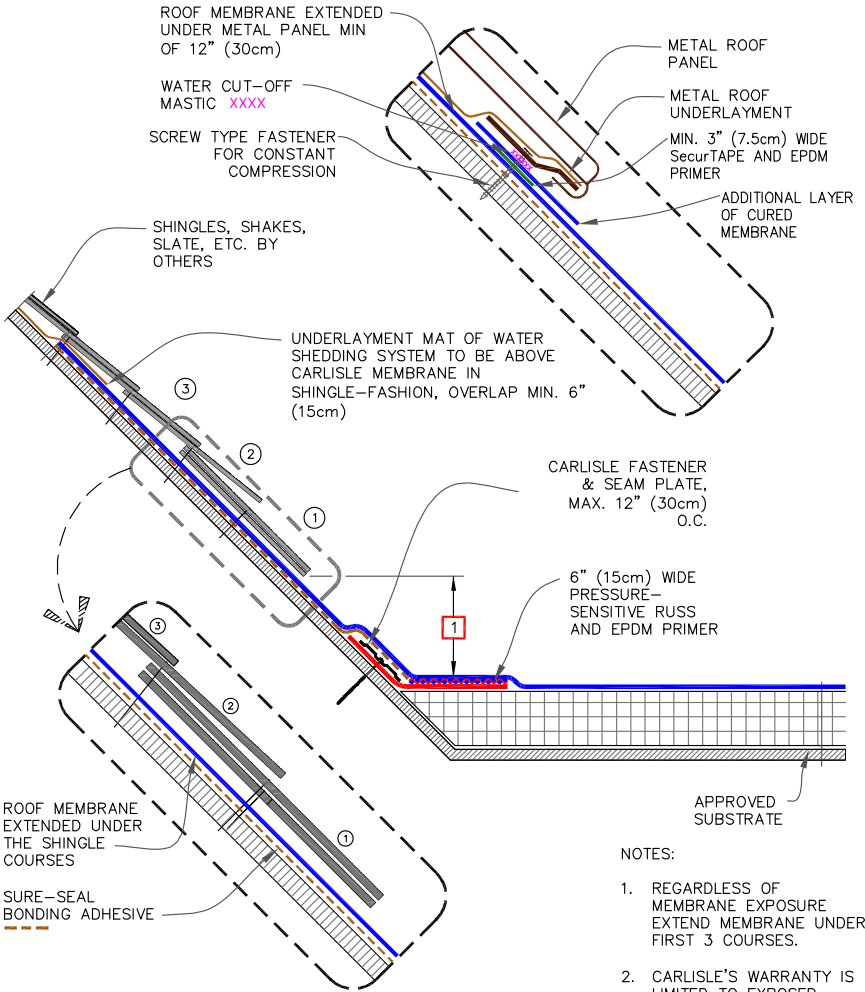 ROOF MEMBRANE EXTENDED
UNDER METAL PANEL MIN
OF 12" (30cm)
WATER CUT-OFF
MASTIC XXXX
SCREW TYPE FASTENER
FOR CONSTANT
COMPRESSION
METAL ROOF
PANEL
METAL ROOF
UNDERLAYMENT
MIN. 3" (7.5cm) WIDE
SecurTAPE AND EPDM
PRIMER
ADDITIONAL LAYER
OF CURED
MEMBRANE
XXXX
SHINGLES, SHAKES,
SLATE, ETC. BY
OTHERS
UNDERLAYMENT MAT OF WATER
SHEDDING SYSTEM TO BE ABOVE
CARLISLE MEMBRANE IN
SHINGLE-FASHION, OVERLAP MIN. 6"
(15cm)
3
2
1
CARLISLE FASTENER
& SEAM PLATE,
MAX. 12" (30cm)
O.C.
6" (15cm) WIDE
PRESSURE-
SENSITIVE RUSS
AND EPDM PRIMER
1
3
2
1
ROOF MEMBRANE
EXTENDED UNDER
THE SHINGLE
COURSES
SURE-SEAL
BONDING ADHESIVE
APPROVED
SUBSTRATE
NOTES:
1. REGARDLESS OF
MEMBRANE EXPOSURE
EXTEND MEMBRANE UNDER
FIRST 3 COURSES.
2. CARLISLE'S WARRANTY IS
LIMITED TO EXPOSED